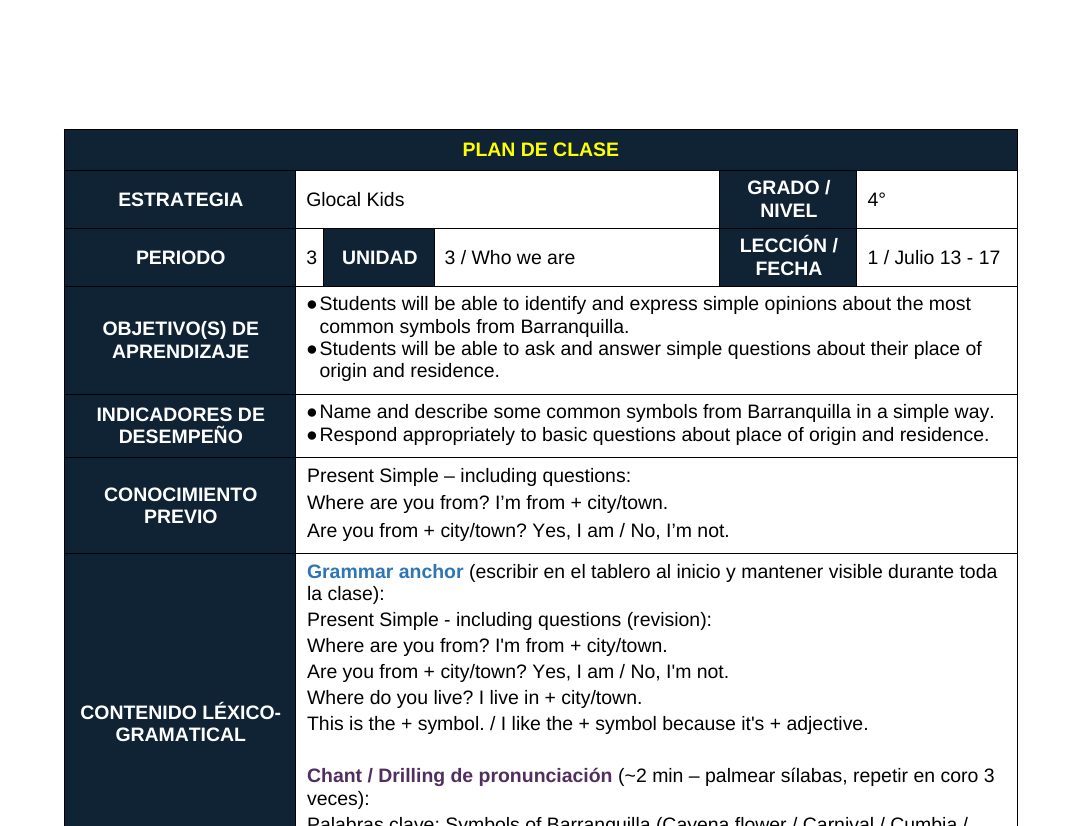 PLAN DE CLASE
ESTRATEGIA
Glocal Kids
GRADO /
NIVEL
4°
PERIODO
3
UNIDAD
3 / Who we are
LECCIÓN /
FECHA
1 / Julio 13 - 17
OBJETIVO(S) DE
APRENDIZAJE
●Students will be able to identify and express simple opinions about the most
common symbols from Barranquilla.
●Students will be able to ask and answer simple questions about their place of
origin and residence.
INDICADORES DE
DESEMPEÑO
●Name and describe some common symbols from Barranquilla in a simple way.
●Respond appropriately to basic questions about place of origin and residence.
CONOCIMIENTO
PREVIO
Present Simple – including questions:
Where are you from? I’m from + city/town.
Are you from + city/town? Yes, I am / No, I’m not.
CONTENIDO LÉXICO-
GRAMATICAL
Grammar anchor (escribir en el tablero al inicio y mantener visible durante toda
la clase):
Present Simple - including questions (revision):
Where are you from? I'm from + city/town.
Are you from + city/town? Yes, I am / No, I'm not.
Where do you live? I live in + city/town.
This is the + symbol. / I like the + symbol because it's + adjective.
Chant / Drilling de pronunciación (~2 min – palmear sílabas, repetir en coro 3
veces):
Palabras clave: Symbols of Barranquilla (Cayena flower / Carnival / Cumbia /